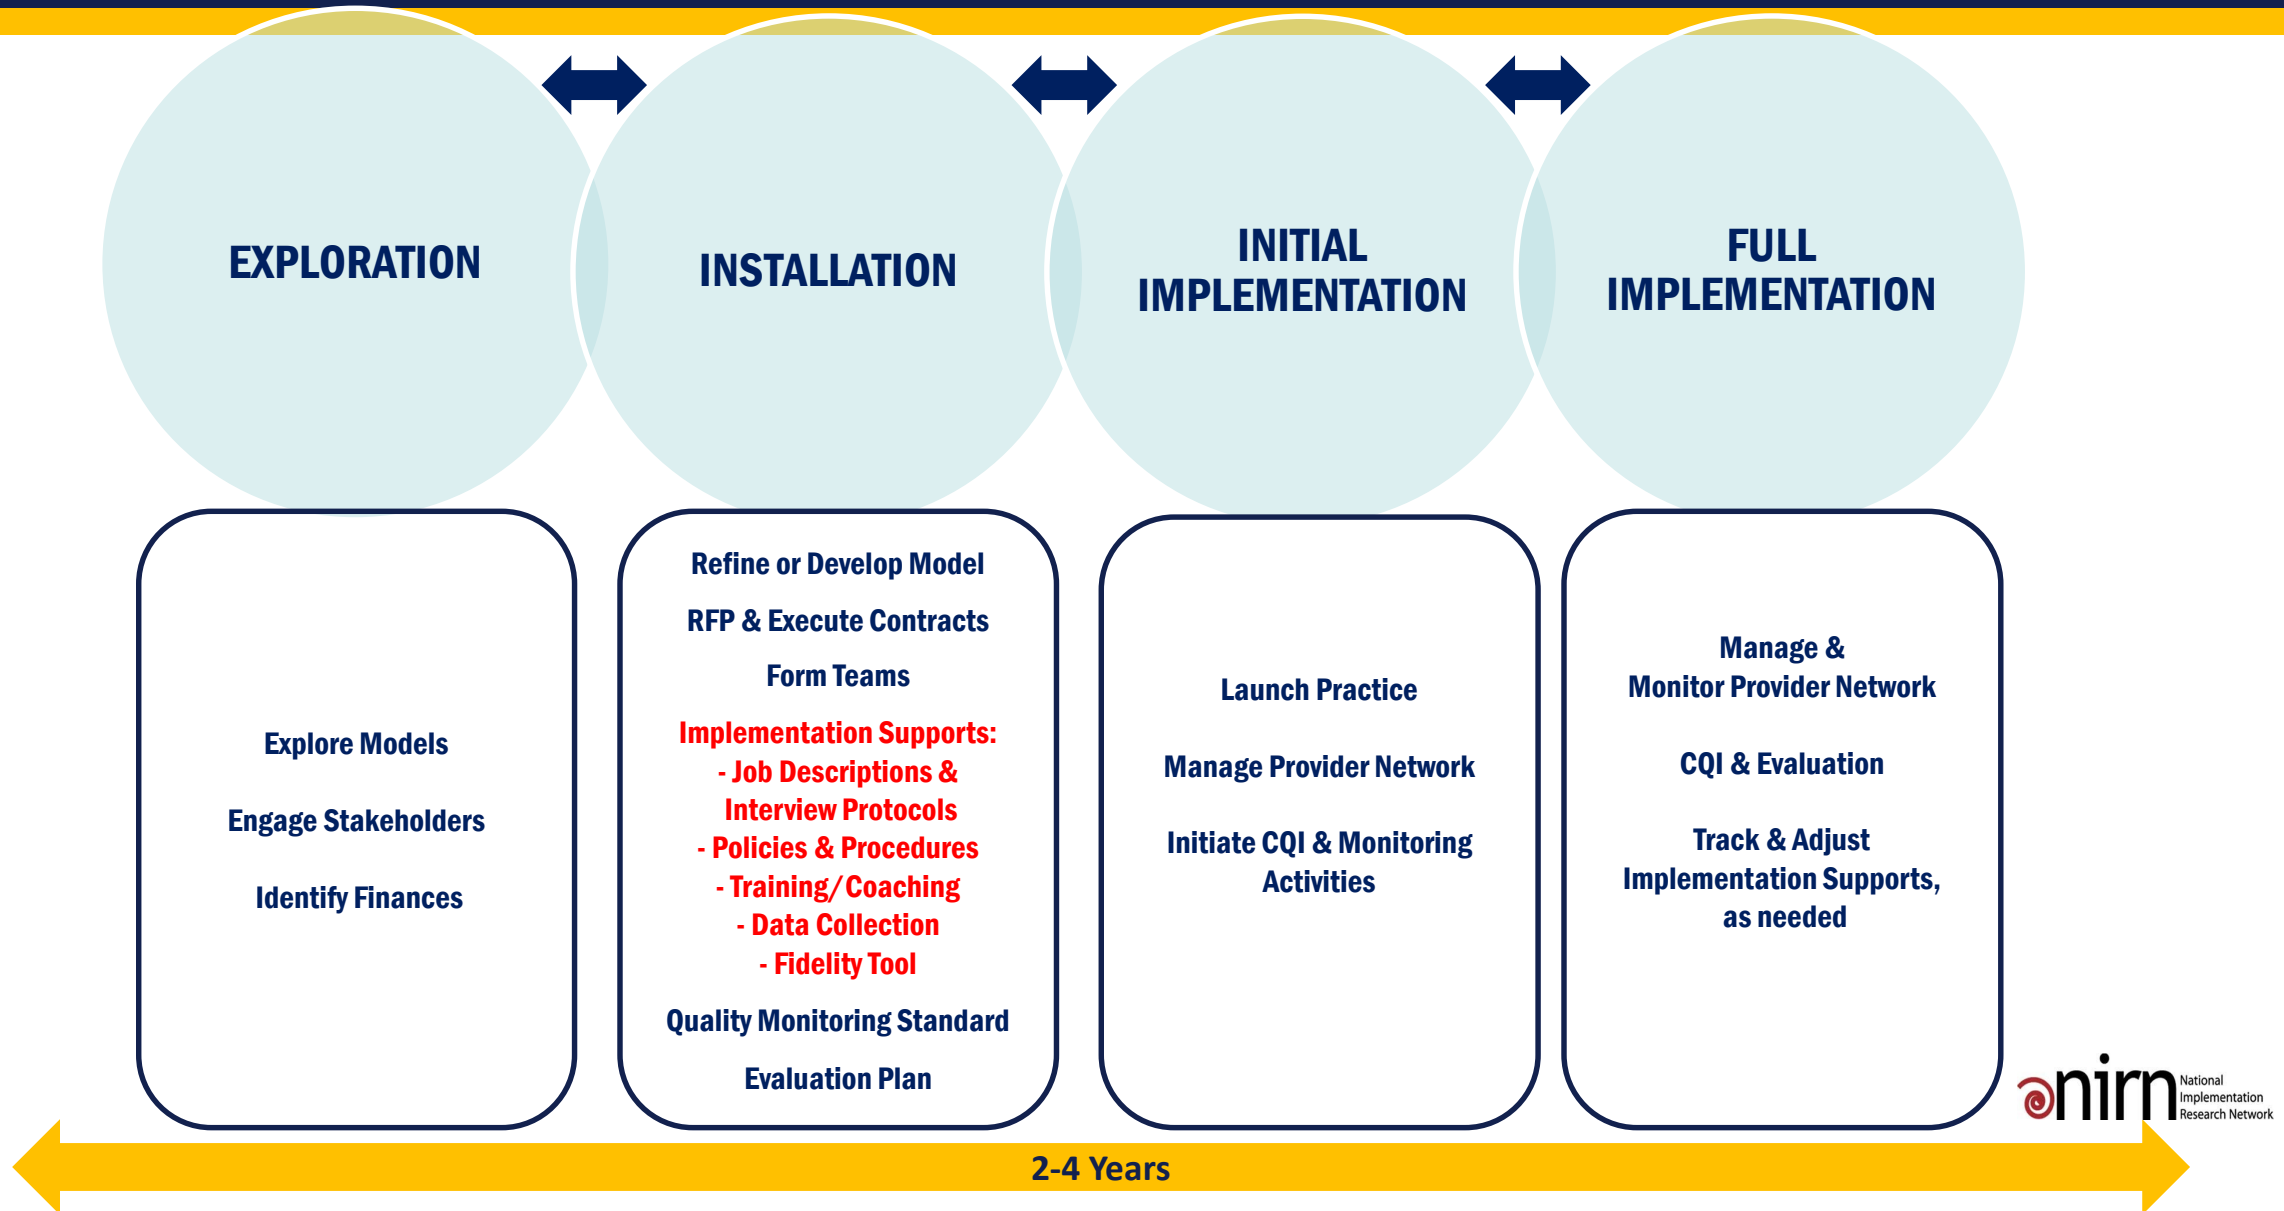 EXPLORATION
INSTALLATION
INITIAL
IMPLEMENTATION
FULL
IMPLEMENTATION
Explore Models
Engage Stakeholders
Identify Finances
Refine or Develop Model
RFP & Execute Contracts
Form Teams
Implementation Supports:
- Job Descriptions &
Interview Protocols
- Policies & Procedures
- Training/Coaching
- Data Collection
- Fidelity Tool
Quality Monitoring Standard
Evaluation Plan
Launch Practice
Manage Provider Network
Initiate CQI & Monitoring
Activities
Manage &
Monitor Provider Network
CQI & Evaluation
Track & Adjust
Implementation Supports,
as needed
nirn
National
Implementation
Research Network
2-4 Years